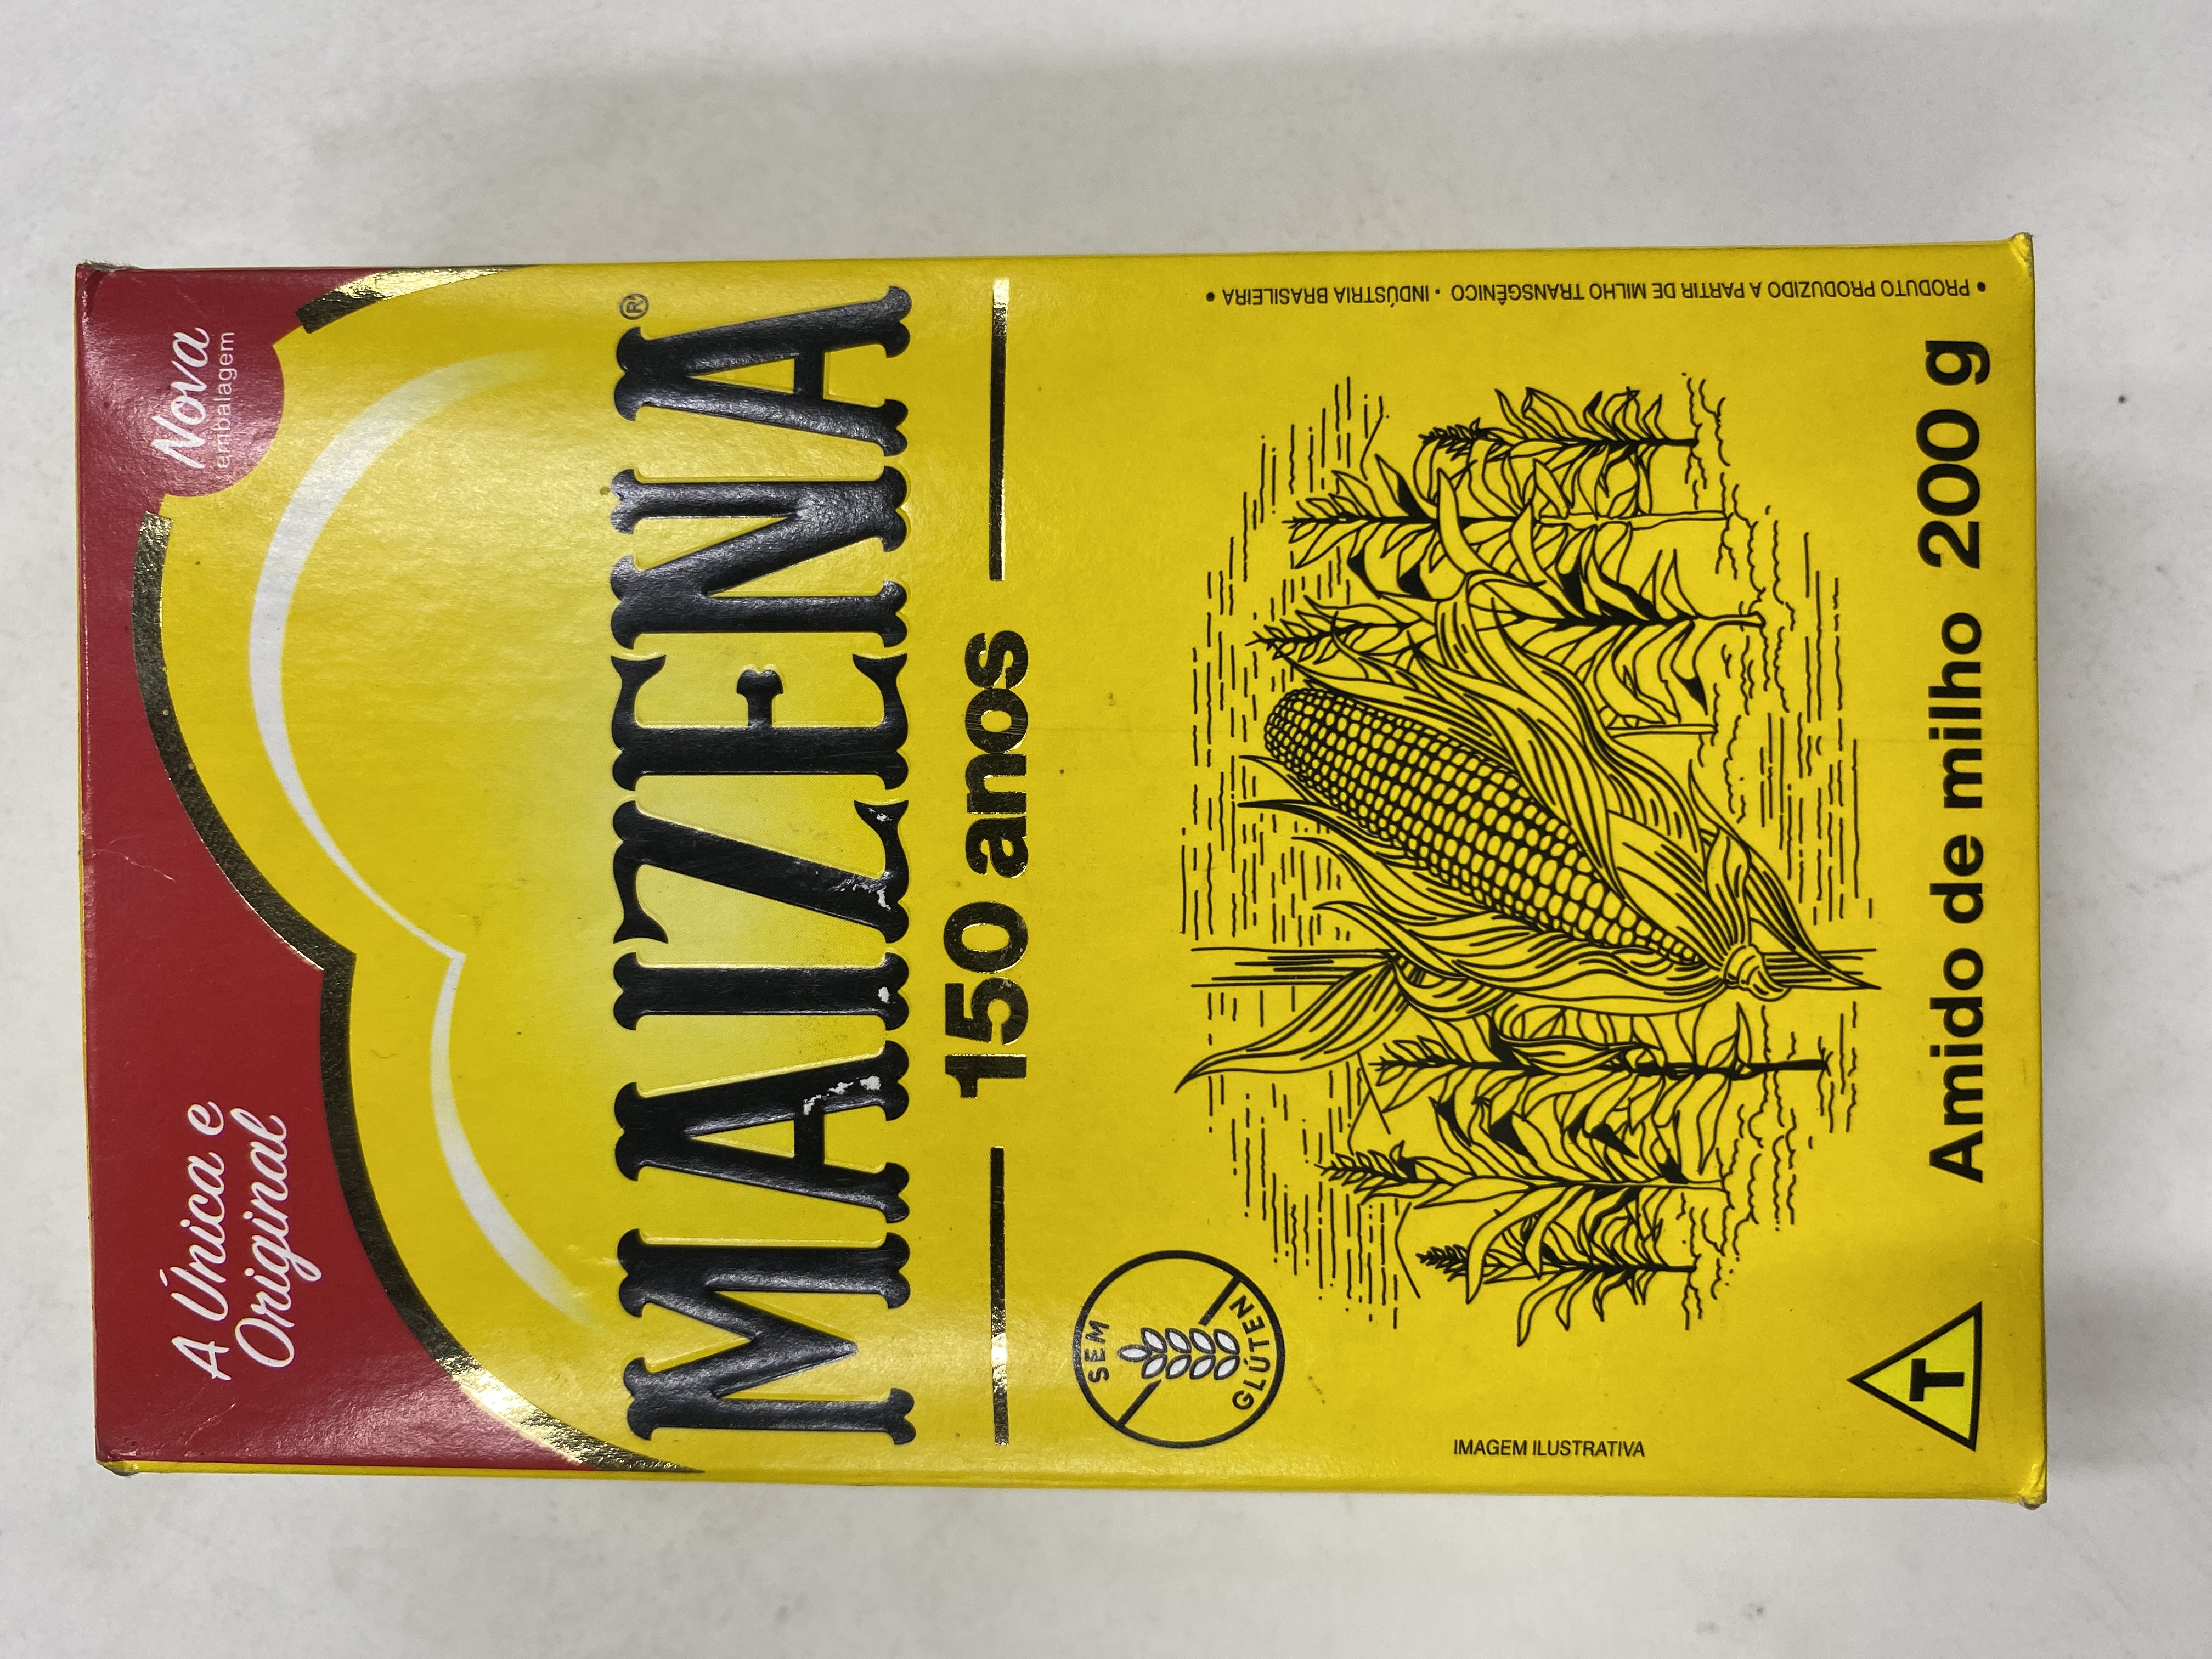 A Única e
Original
Nova
embalagem
MAIZENA®
150 anos
SEM
GLÚTEN
IMAGEM ILUSTRATIVA
• PRODUTO PRODUZIDO A PARTIR DE MILHO TRANSGÊNICO • INDÚSTRIA BRASILEIRA •
T
Amido de milho 200 g